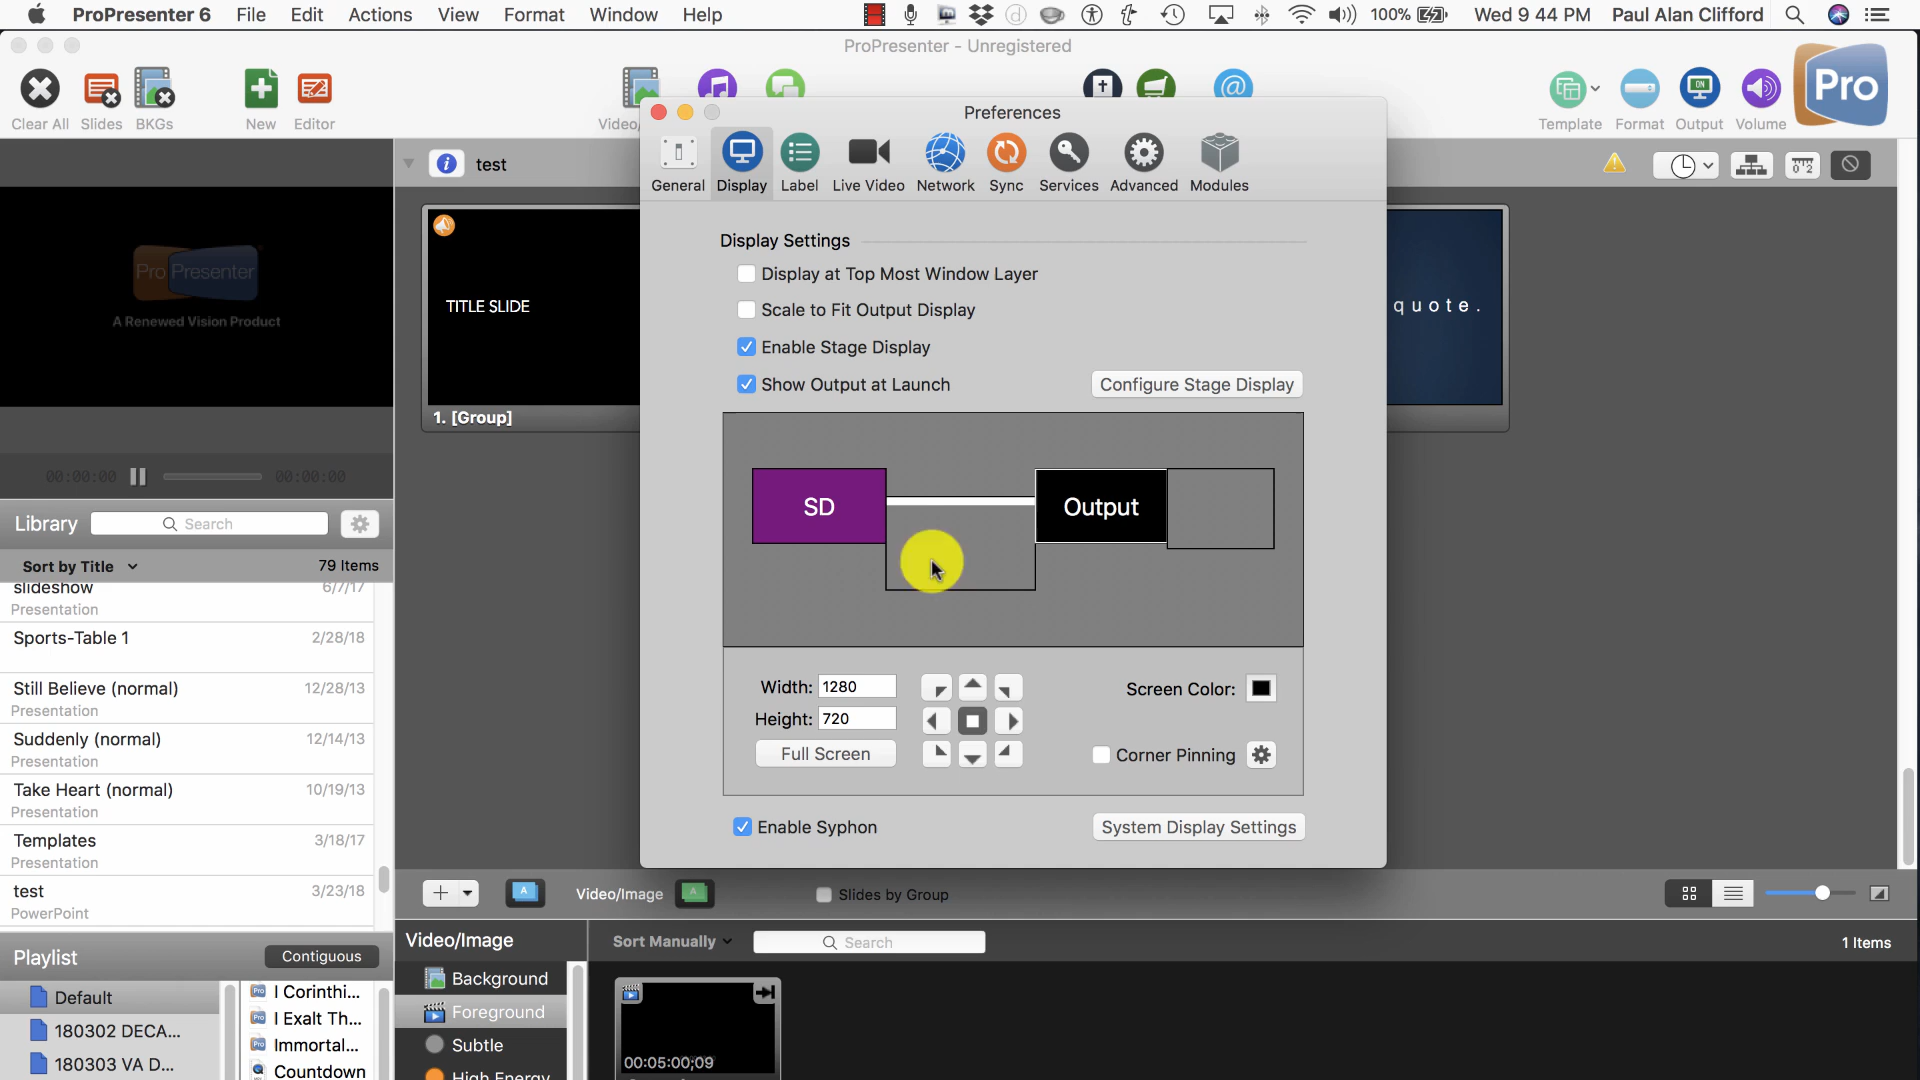 ProPresenter 6 File Edit Actions View Format Window Help 100% Wed 9 44 PM Paul Alan Clifford
ProPresenter - Unregistered
Clear All Slides BKGs New Editor Template Format Output Volume
ON
Pro
Preferences
General Display Label Live Video Network Sync Services Advanced Modules
test
Pro Presenter
A Renewed Vision Product
TITLE SLIDE
quote.
1. [Group]
Display Settings
Display at Top Most Window Layer
Scale to Fit Output Display
Enable Stage Display
Show Output at Launch
Configure Stage Display
SD
Output
Width: 1280
Height: 720
Full Screen
Screen Color:
Corner Pinning
Enable Syphon
System Display Settings
00:00:00 00:00:00
Library Search
Sort by Title 79 Items
slideshow 6/7/17
Presentation
Sports-Table 1 2/28/18
Still Believe (normal) 12/28/13
Presentation
Suddenly (normal) 12/14/13
Presentation
Take Heart (normal) 10/19/13
Presentation
Templates 3/18/17
Presentation
test 3/23/18
PowerPoint
A Video/Image A Slides by Group
Playlist Contiguous
Default
180302 DECA...
180303 VA D...
I Corinthi...
I Exalt Th...
Immortal...
Countdown
Video/Image
Background
Foreground
Subtle
High Energy
Sort Manually Search 1 Items
00:05:00;09